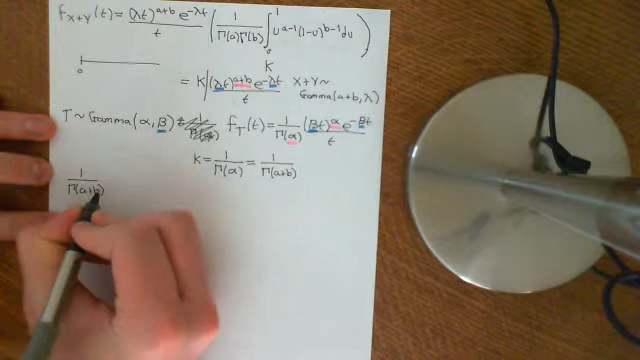 f_{X+Y}(t) = (λt)^{a+b} e^{-λt} / t ( 1 / Γ(a)Γ(b) ∫_0^1 u^{a-1}(1-u)^{b-1} du )
K
0
= K (λt)^{a+b} e^{-λt} / t X+Y~
Gamma(a+b, λ)
T ~ Gamma(α, β) f_T(t) = 1 / Γ(α) (βt)^α e^{-βt} / t
K = 1 / Γ(α) = 1 / Γ(a+b)
1 / Γ(a+b)